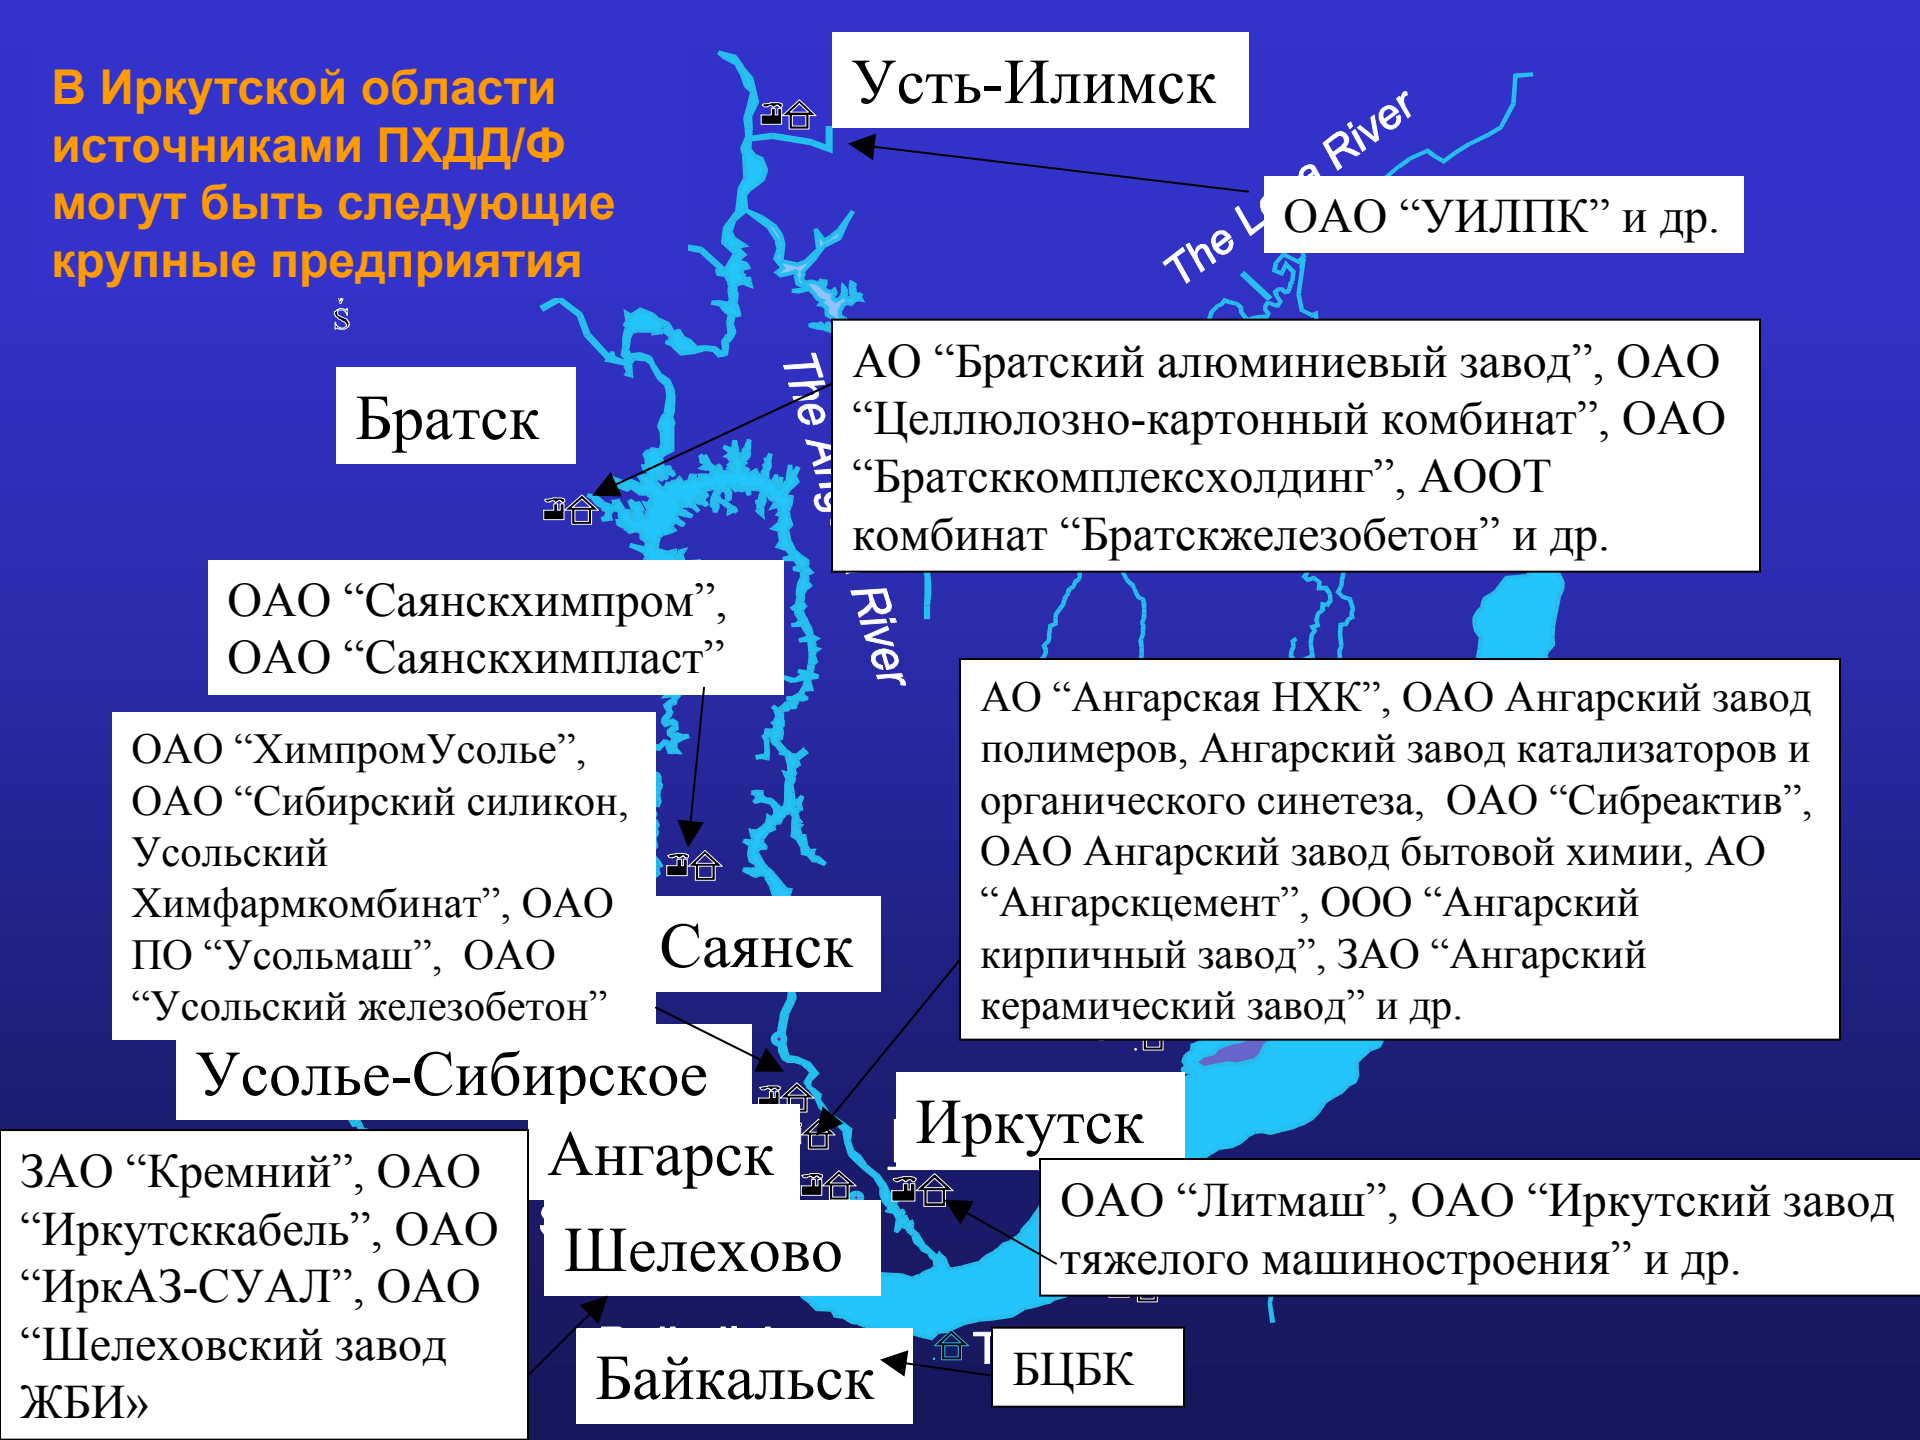 В Иркутской области
источниками ПХДД/Ф
могут быть следующие
крупные предприятия
S
Усть-Илимск
The River
ОАО “УИЛПК” и др.
Братск
The
River
АО “Братский алюминиевый завод”, ОАО
“Целлюлозно-картонный комбинат”, ОАО
“Братсккомплексхолдинг”, АООТ
комбинат “Братскжелезобетон” и др.
ОАО “Саянскхимпром”,
ОАО “Саянскхимпласт”
ОАО “ХимпромУсолье”,
ОАО “Сибирский силикон,
Усольский
Химфармкомбинат”, ОАО
ПО “Усольмаш”,  ОАО
“Усольский железобетон”
Саянск
АО “Ангарская НХК”, ОАО Ангарский завод
полимеров, Ангарский завод катализаторов и
органического синетеза,  ОАО “Сибреактив”,
ОАО Ангарский завод бытовой химии, АО
“Ангарскцемент”, ООО “Ангарский
кирпичный завод”, ЗАО “Ангарский
керамический завод” и др.
Усолье-Сибирское
Ангарск
Иркутск
ЗАО “Кремний”, ОАО
“Иркутсккабель”, ОАО
“ИркАЗ-СУАЛ”, ОАО
“Шелеховский завод
ЖБИ»
Шелехово
ОАО “Литмаш”, ОАО “Иркутский завод
тяжелого машиностроения” и др.
Байкальск
БЦБК